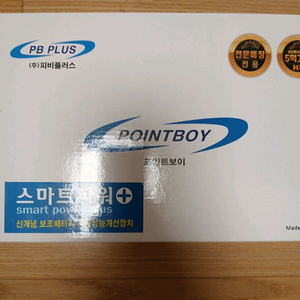 PB PLUS
(주)피비플러스
전문매장
전용
POINTBOY
포인트보이
스마트파워
smart power plus
신개념 보조배터리
Made